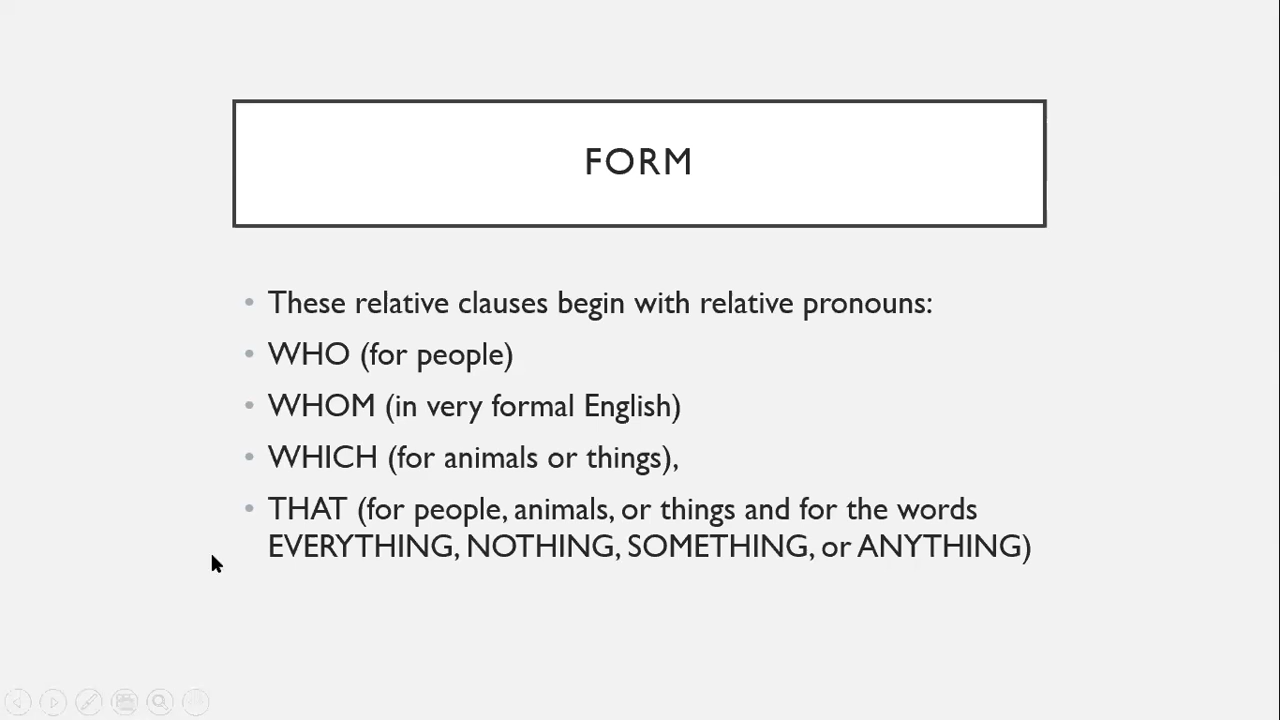 FORM
• These relative clauses begin with relative pronouns:
• WHO (for people)
• WHOM (in very formal English)
• WHICH (for animals or things),
• THAT (for people, animals, or things and for the words
EVERYTHING, NOTHING, SOMETHING, or ANYTHING)